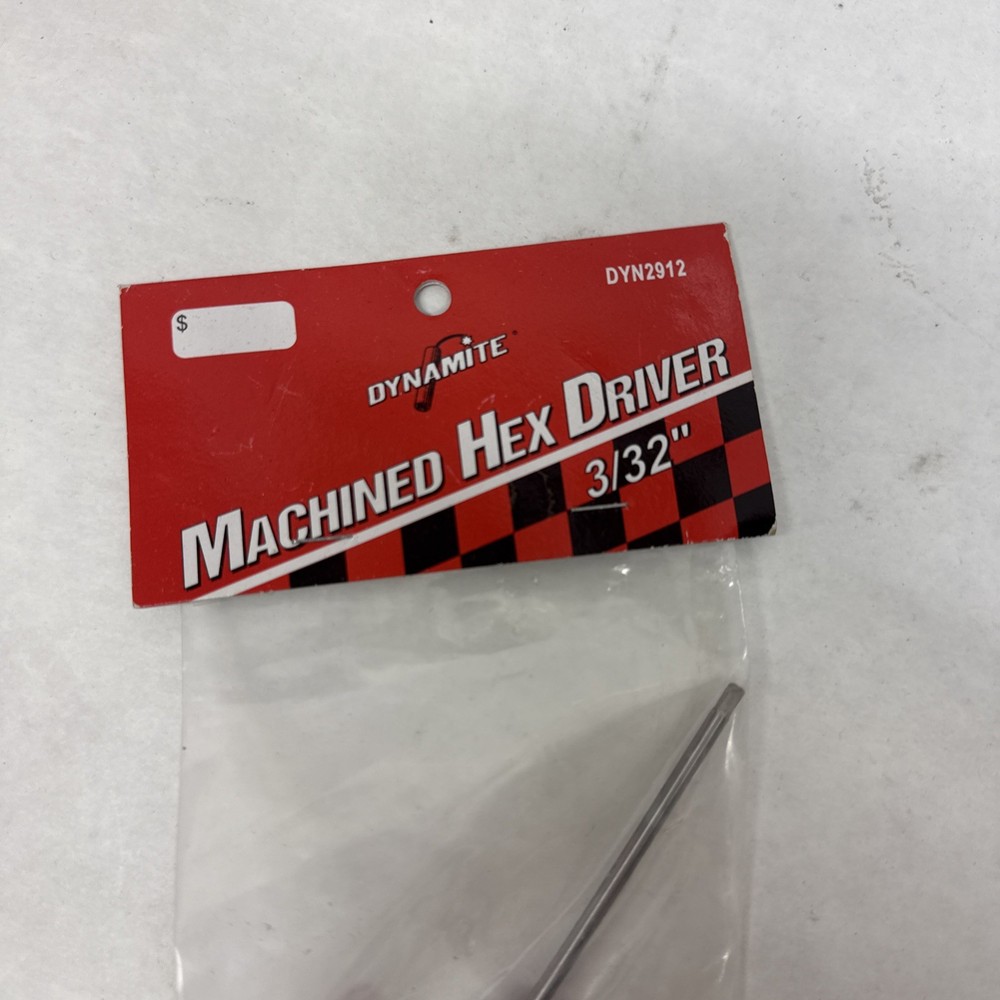 DYN2912
$
DYNAMITE
MACHINED HEX DRIVER
3/32"